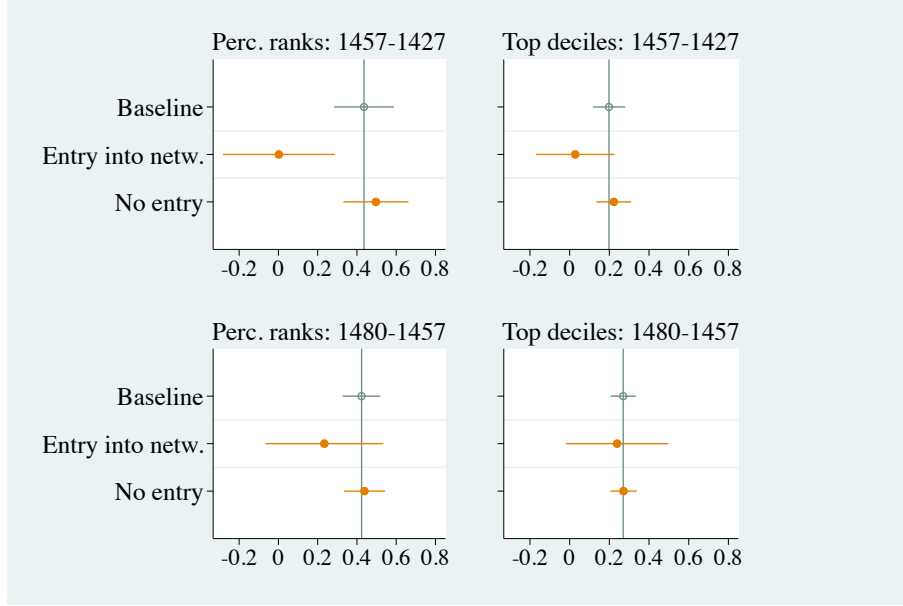 Perc. ranks: 1457-1427
Top deciles: 1457-1427
Baseline
Entry into netw.
No entry
-0.2 0 0.2 0.4 0.6 0.8
-0.2 0 0.2 0.4 0.6 0.8
Perc. ranks: 1480-1457
Top deciles: 1480-1457
Baseline
Entry into netw.
No entry
-0.2 0 0.2 0.4 0.6 0.8
-0.2 0 0.2 0.4 0.6 0.8